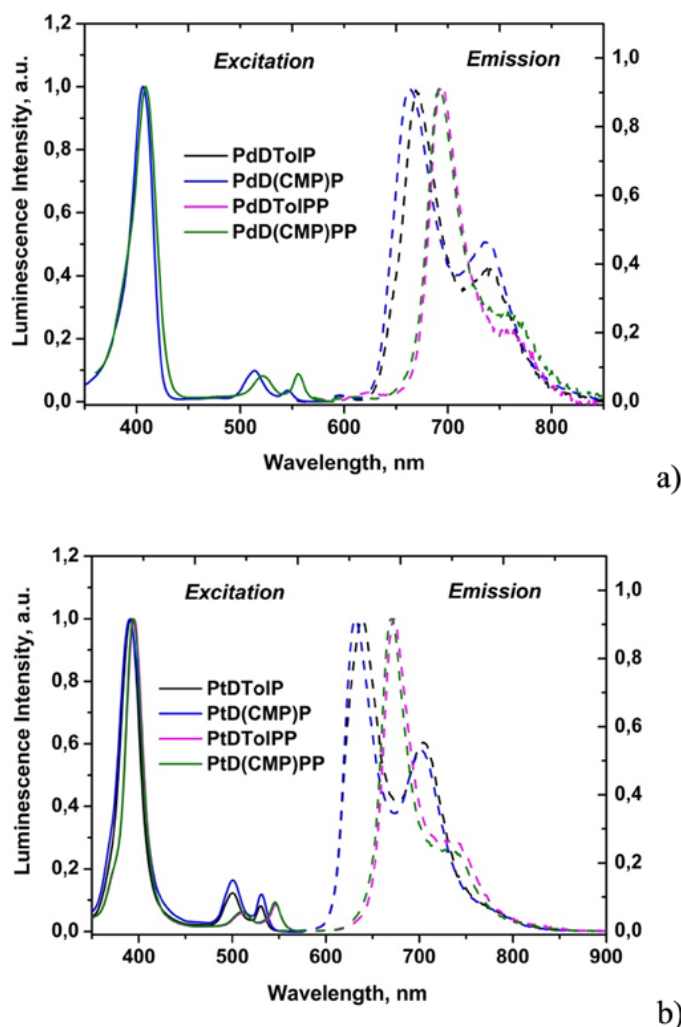 1,2
1,0
0,8
0,6
0,4
0,2
0,0
Luminescence Intensity, a.u.
Excitation
Emission
PdDTolP
PdD(CMP)P
PdDTolPP
PdD(CMP)PP
1,0
0,8
0,6
0,4
0,2
0,0
400 500 600 700 800
Wavelength, nm
a)
1,2
1,0
0,8
0,6
0,4
0,2
0,0
Luminescence Intensity, a.u.
Excitation
Emission
PtDTolP
PtD(CMP)P
PtDTolPP
PtD(CMP)PP
1,0
0,8
0,6
0,4
0,2
0,0
400 500 600 700 800 900
Wavelength, nm
b)